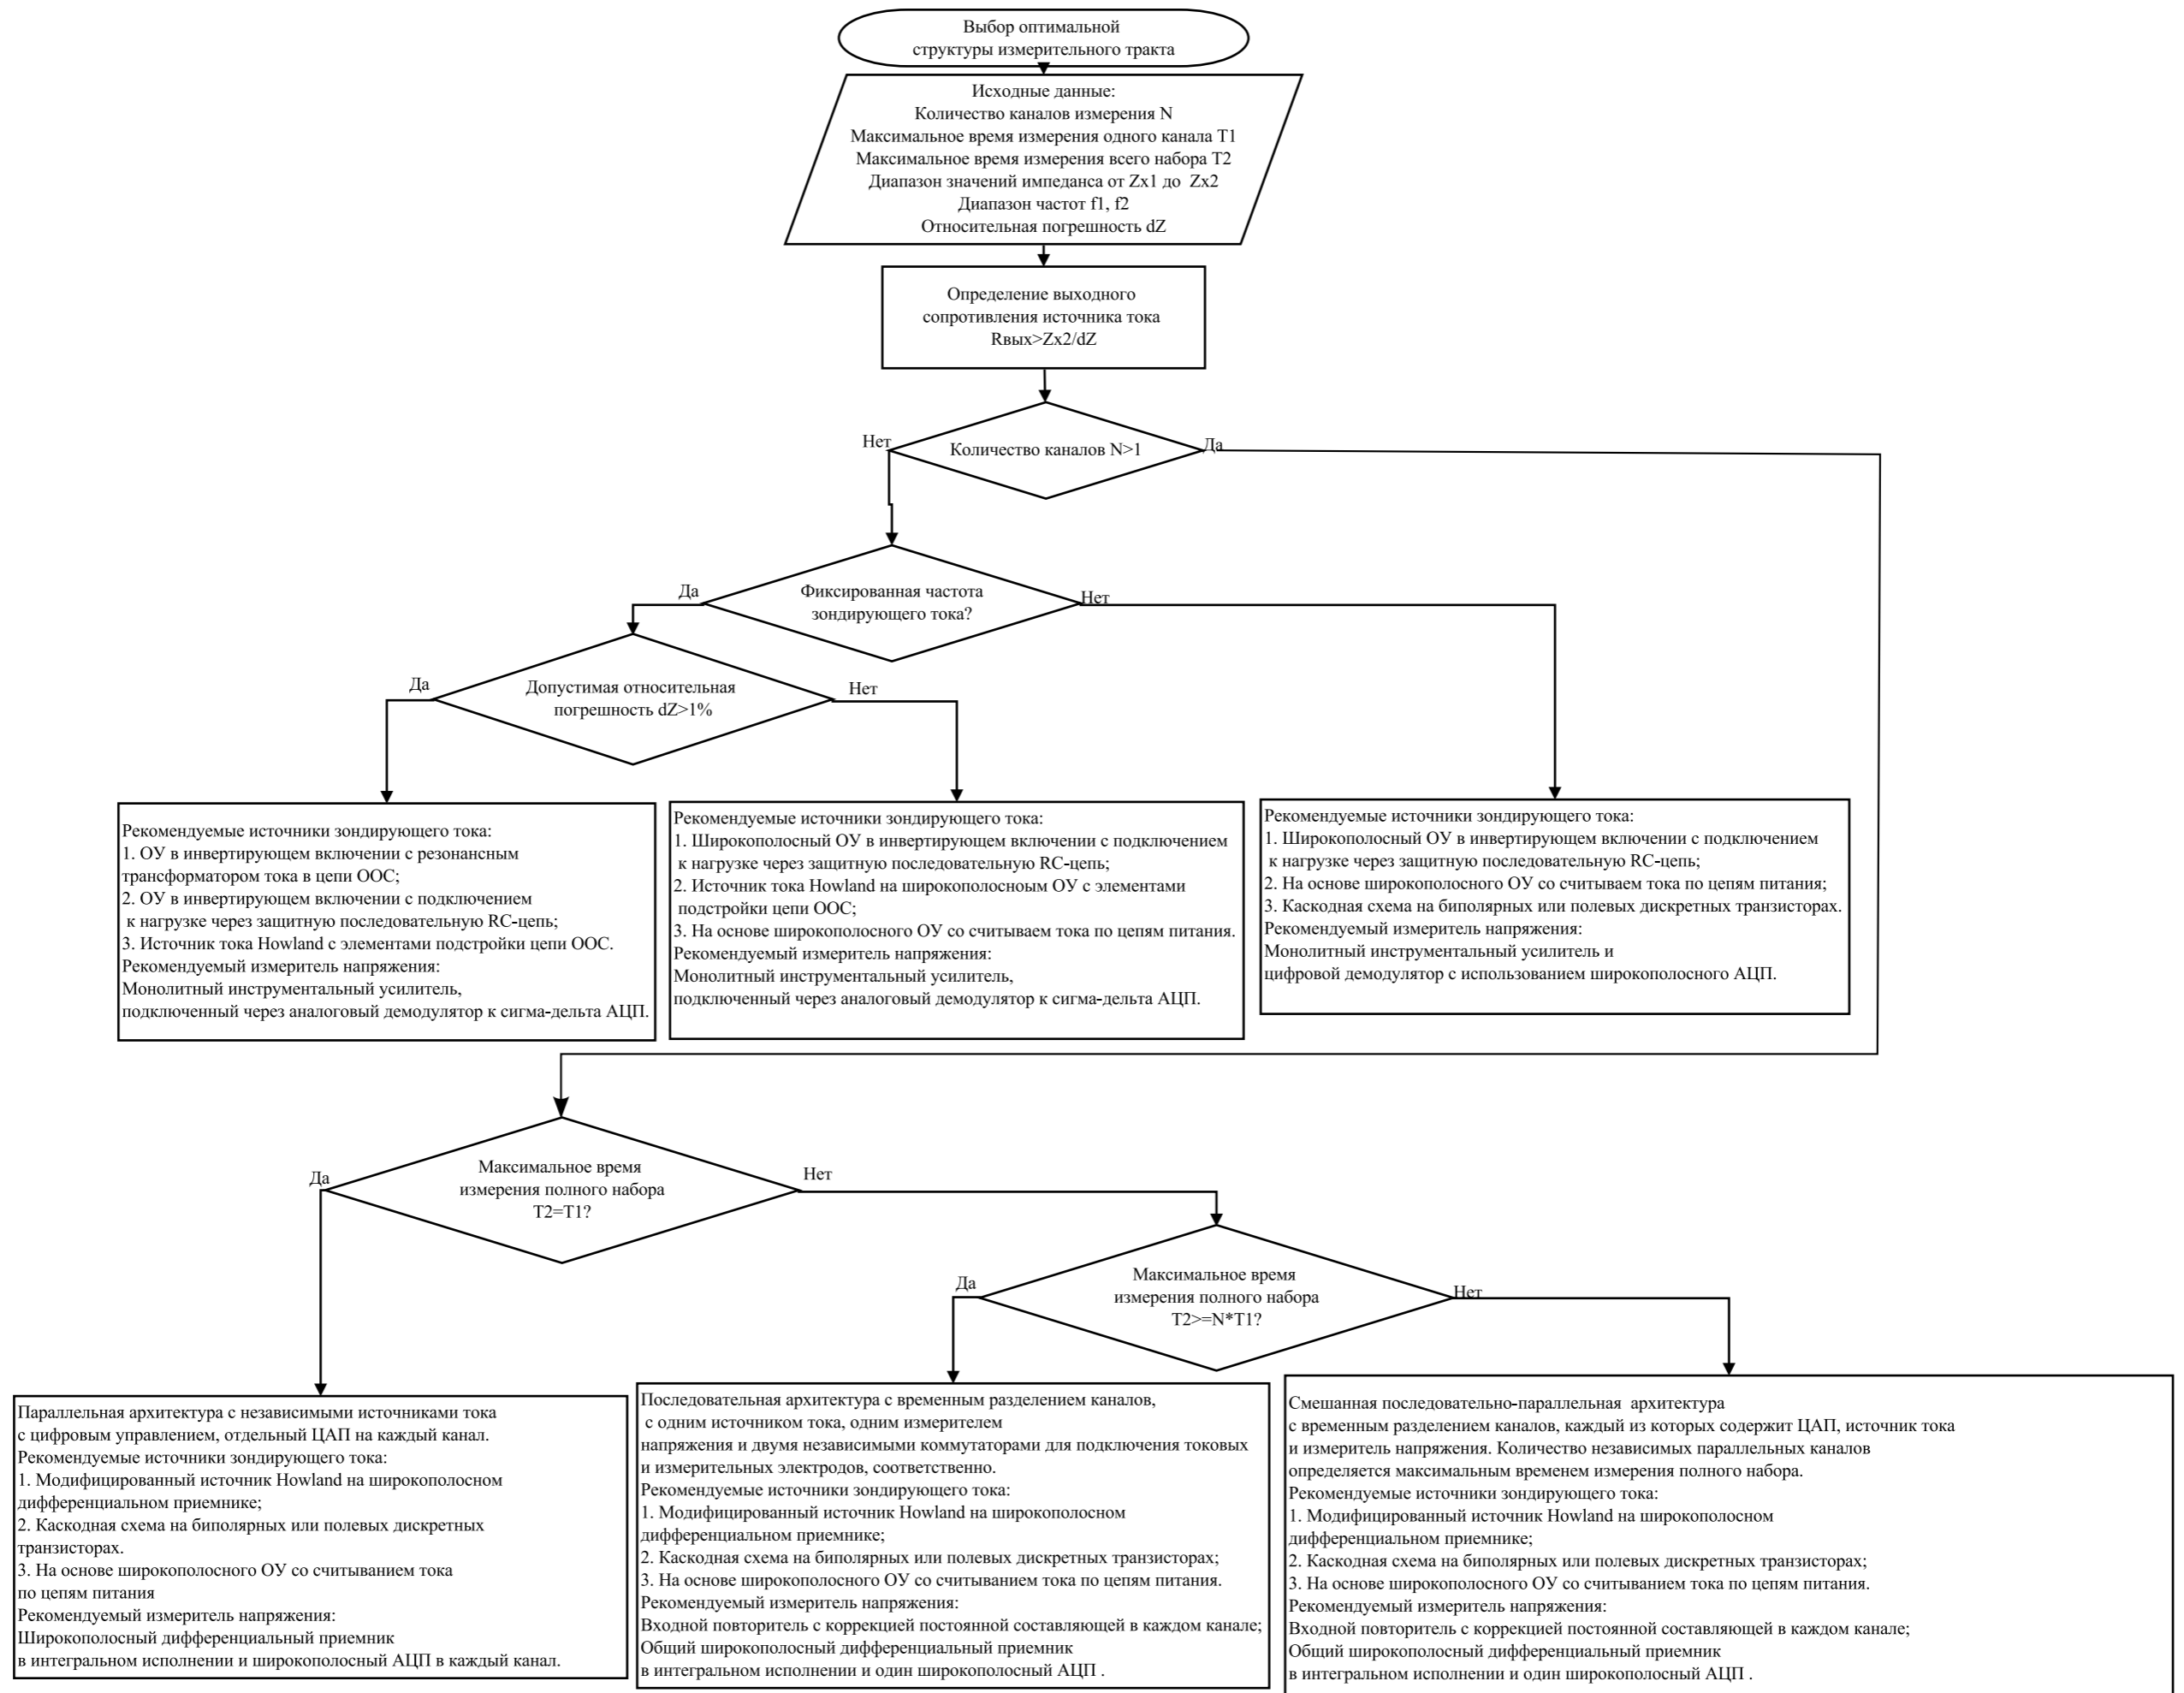 Выбор оптимальной
структуры измерительного тракта
Исходные данные:
Количество каналов измерения N
Максимальное время измерения одного канала T1
Максимальное время измерения всего набора T2
Диапазон значений импеданса от Zx1 до Zx2
Диапазон частот f1, f2
Относительная погрешность dZ
Определение выходного
сопротивления источника тока
Rвых>Zx2/dZ
Нет
Количество каналов N>1
Да
Да
Фиксированная частота
зондирующего тока?
Нет
Да
Допустимая относительная
погрешность dZ>1%
Нет
Рекомендуемые источники зондирующего тока:
1. ОУ в инвертирующем включении с резонансным
трансформатором тока в цепи ООС;
2. ОУ в инвертирующем включении с подключением
к нагрузке через защитную последовательную RC-цепь;
3. Источник тока Howland с элементами подстройки цепи ООС.
Рекомендуемый измеритель напряжения:
Монолитный инструментальный усилитель,
подключенный через аналоговый демодулятор к сигма-дельта АЦП.
Рекомендуемые источники зондирующего тока:
1. Широкополосный ОУ в инвертирующем включении с подключением
к нагрузке через защитную последовательную RC-цепь;
2. Источник тока Howland на широкополосноым ОУ с элементами
подстройки цепи ООС;
3. На основе широкополосного ОУ со считываем тока по цепям питания.
Рекомендуемый измеритель напряжения:
Монолитный инструментальный усилитель,
подключенный через аналоговый демодулятор к сигма-дельта АЦП.
Рекомендуемые источники зондирующего тока:
1. Широкополосный ОУ в инвертирующем включении с подключением
к нагрузке через защитную последовательную RC-цепь;
2. На основе широкополосного ОУ со считываем тока по цепям питания;
3. Каскодная схема на биполярных или полевых дискретных транзисторах.
Рекомендуемый измеритель напряжения:
Монолитный инструментальный усилитель и
цифровой демодулятор с использованием широкополосного АЦП.
Да
Максимальное время
измерения полного набора
T2=T1?
Нет
Да
Максимальное время
измерения полного набора
T2>=N*T1?
Нет
Параллельная архитектура с независимыми источниками тока
с цифровым управлением, отдельный ЦАП на каждый канал.
Рекомендуемые источники зондирующего тока:
1. Модифицированный источник Howland на широкополосном
дифференциальном приемнике;
2. Каскодная схема на биполярных или полевых дискретных
транзисторах.
3. На основе широкополосного ОУ со считыванием тока
по цепям питания
Рекомендуемый измеритель напряжения:
Широкополосный дифференциальный приемник
в интегральном исполнении и широкополосный АЦП в каждый канал.
Последовательная архитектура с временным разделением каналов,
с одним источником тока, одним измерителем
напряжения и двумя независимыми коммутаторами для подключения токовых
и измерительных электродов, соответственно.
Рекомендуемые источники зондирующего тока:
1. Модифицированный источник Howland на широкополосном
дифференциальном приемнике;
2. Каскодная схема на биполярных или полевых дискретных транзисторах;
3. На основе широкополосного ОУ со считыванием тока по цепям питания.
Рекомендуемый измеритель напряжения:
Входной повторитель с коррекцией постоянной составляющей в каждом канале;
Общий широкополосный дифференциальный приемник
в интегральном исполнении и один широкополосный АЦП .
Смешанная последовательно-параллельная архитектура
с временным разделением каналов, каждый из которых содержит ЦАП, источник тока
и измеритель напряжения. Количество независимых параллельных каналов
определяется максимальным временем измерения полного набора.
Рекомендуемые источники зондирующего тока:
1. Модифицированный источник Howland на широкополосном
дифференциальном приемнике;
2. Каскодная схема на биполярных или полевых дискретных транзисторах;
3. На основе широкополосного ОУ со считыванием тока по цепям питания.
Рекомендуемый измеритель напряжения:
Входной повторитель с коррекцией постоянной составляющей в каждом канале;
Общий широкополосный дифференциальный приемник
в интегральном исполнении и один широкополосный АЦП .